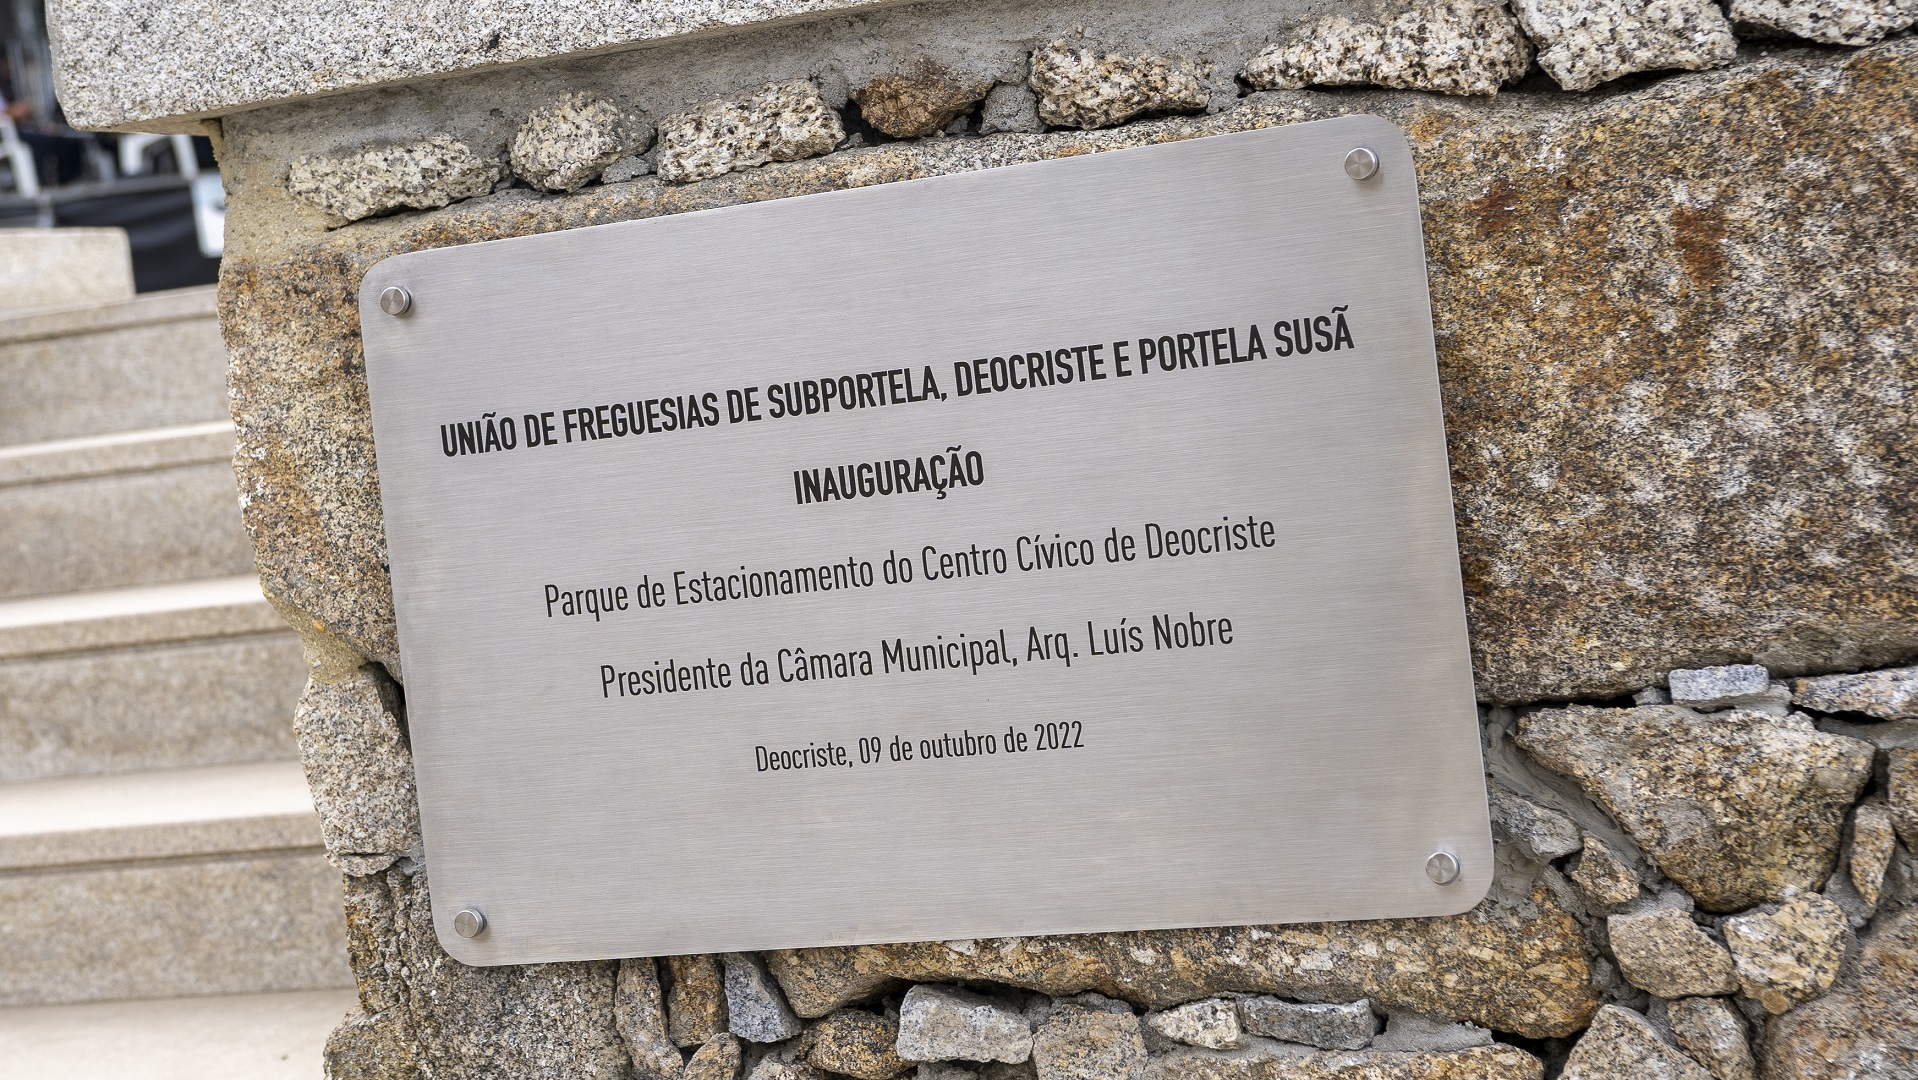 UNIÃO DE FREGUESIAS DE SUBPORTELA, DEOCRISTE E PORTELA SUSÃ
INAUGURAÇÃO
Parque de Estacionamento do Centro Cívico de Deocriste
Presidente da Câmara Municipal, Arq. Luís Nobre
Deocriste, 09 de outubro de 2022